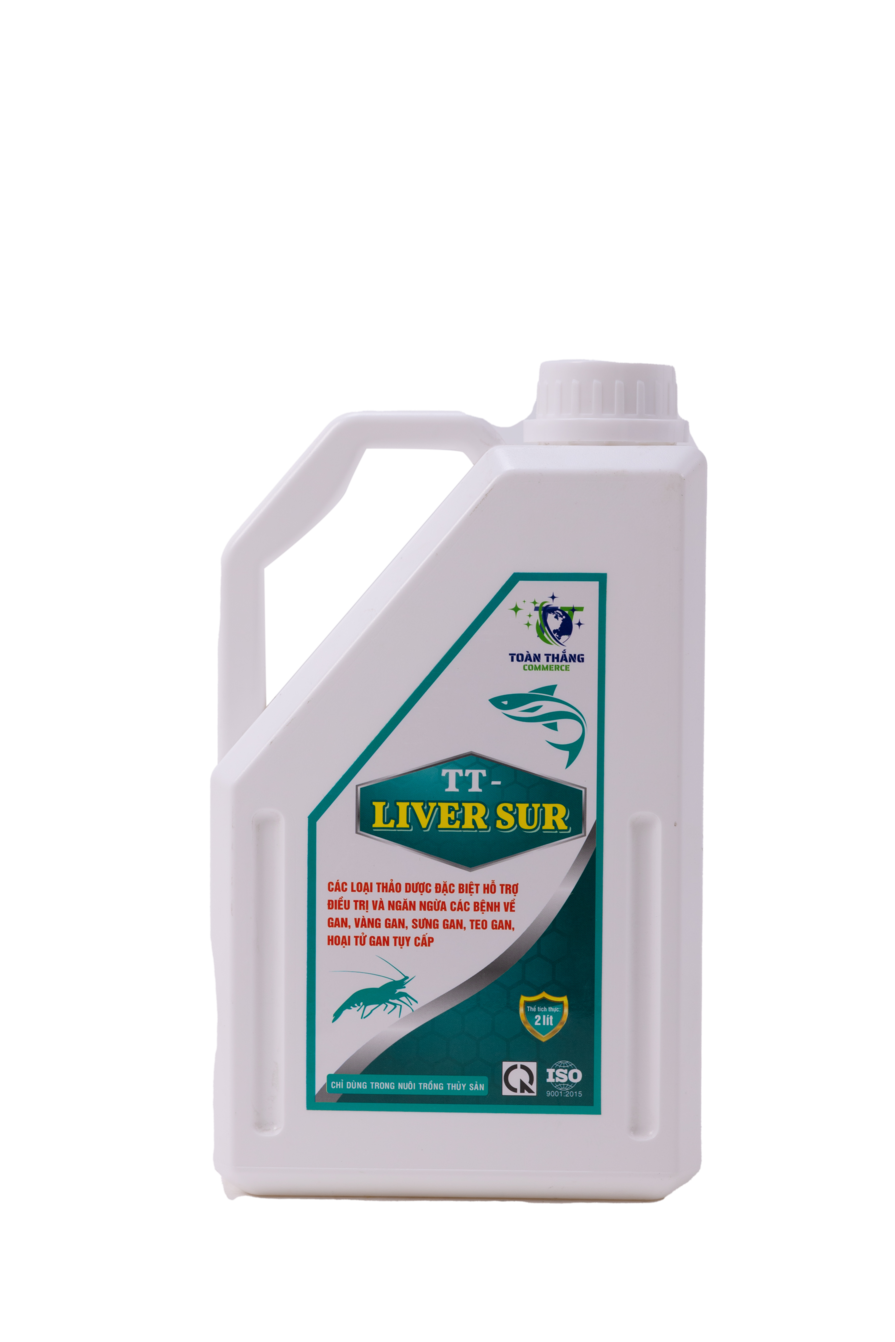 TOÀN THẮNG
COMMERCE
TT-
LIVER SUR
CÁC LOẠI THẢO DƯỢC ĐẶC BIỆT HỖ TRỢ
ĐIỀU TRỊ VÀ NGĂN NGỪA CÁC BỆNH VỀ
GAN, VÀNG GAN, SƯNG GAN, TEO GAN,
HOẠI TỬ GAN TỤY CẤP
Thể tích thực:
2 lít
CHỈ DÙNG TRONG NUÔI TRỒNG THỦY SẢN
ISO
9001:2015